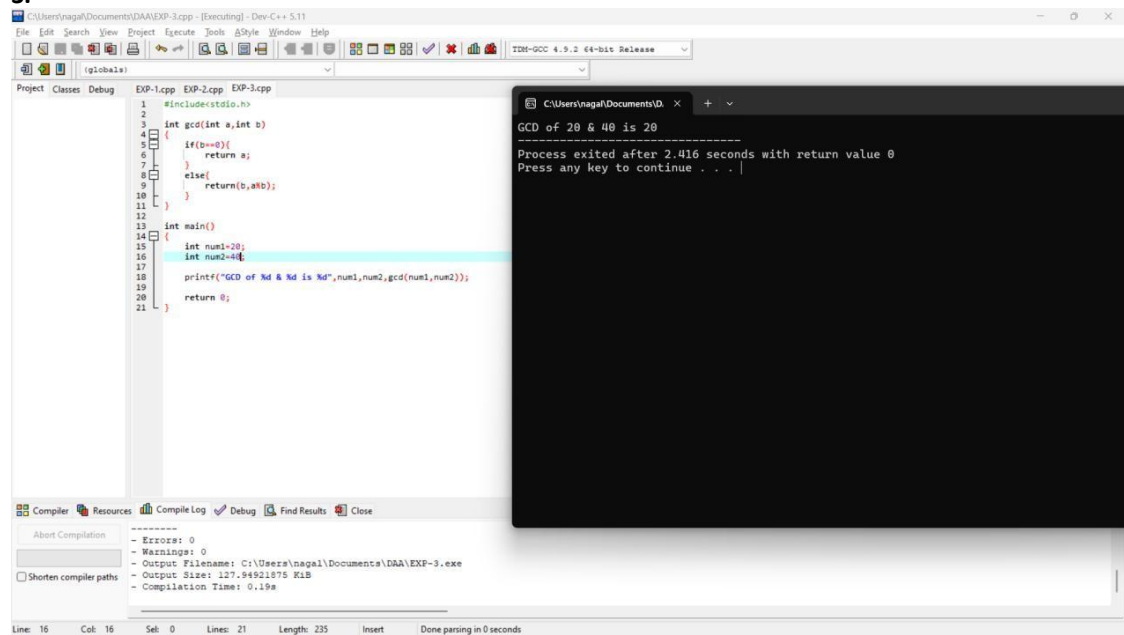 C:\Users\nagal\Documents\DAA\EXP-3.cpp - [Executing] - Dev-C++ 5.11
File Edit Search View Project Execute Tools AStyle Window Help
TDM-GCC 4.9.2 64-bit Release
(globals)
Project Classes Debug
EXP-1.cpp EXP-2.cpp EXP-3.cpp
1 #include<stdio.h>
2
3 int gcd(int a,int b)
4 {
5 if(b==0){
6 return a;
7 }
8 else{
9 return(b,a%b);
10 }
11 }
12
13 int main()
14 {
15 int num1=20;
16 int num2=40;
17
18 printf("GCD of %d & %d is %d",num1,num2,gcd(num1,num2));
19
20 return 0;
21 }
C:\Users\nagal\Documents\D.
GCD of 20 & 40 is 20
--------------------------------
Process exited after 2.416 seconds with return value 0
Press any key to continue . . .
Compiler Resources Compile Log Debug Find Results Close
Abort Compilation
Shorten compiler paths
--------
- Errors: 0
- Warnings: 0
- Output Filename: C:\Users\nagal\Documents\DAA\EXP-3.exe
- Output Size: 127.94921875 KiB
- Compilation Time: 0.19s
Line: 16 Col: 16 Sel: 0 Lines: 21 Length: 235 Insert Done parsing in 0 seconds